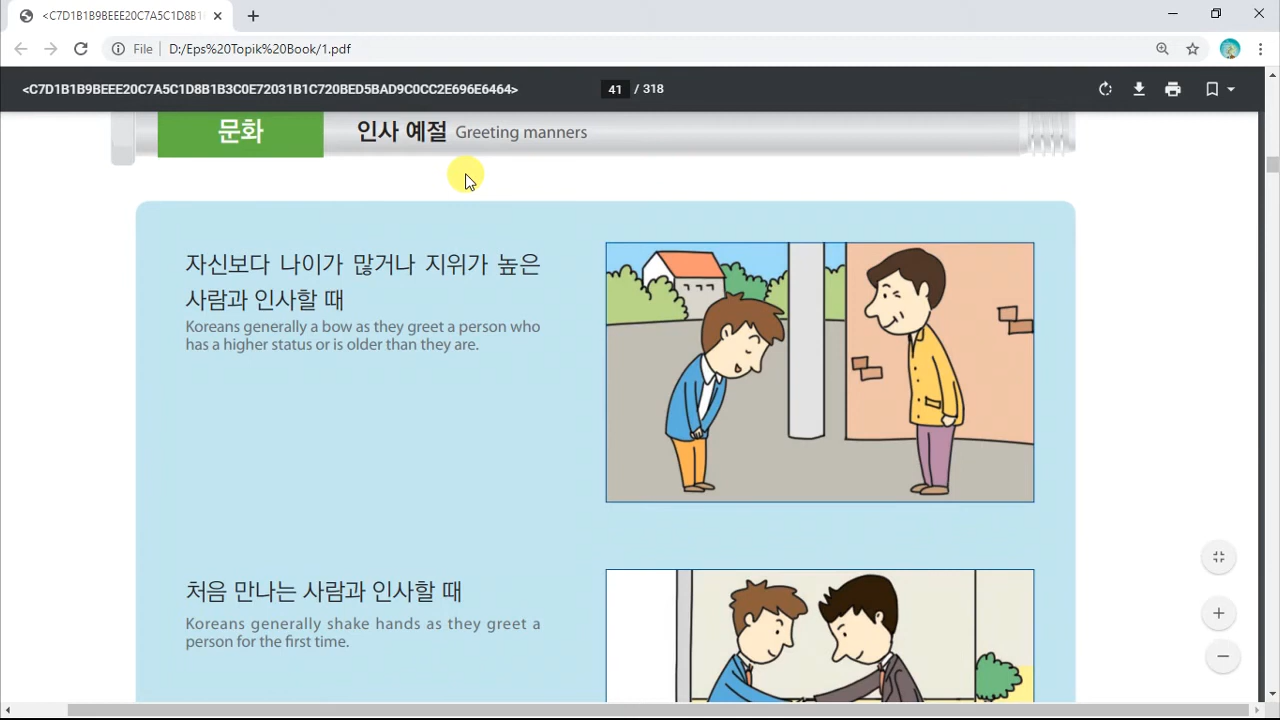 <C7D1B1B9BEEE20C7A5C1D8B1
File
D:/Eps%20Topik%20Book/1.pdf
<C7D1B1B9BEEE20C7A5C1D8B1B3C0E72031B1C720BED5BAD9C0CC2E696E6464>
41 / 318
문화
인사 예절 Greeting manners
자신보다 나이가 많거나 지위가 높은
사람과 인사할 때
Koreans generally a bow as they greet a person who
has a higher status or is older than they are.
처음 만나는 사람과 인사할 때
Koreans generally shake hands as they greet a
person for the first time.